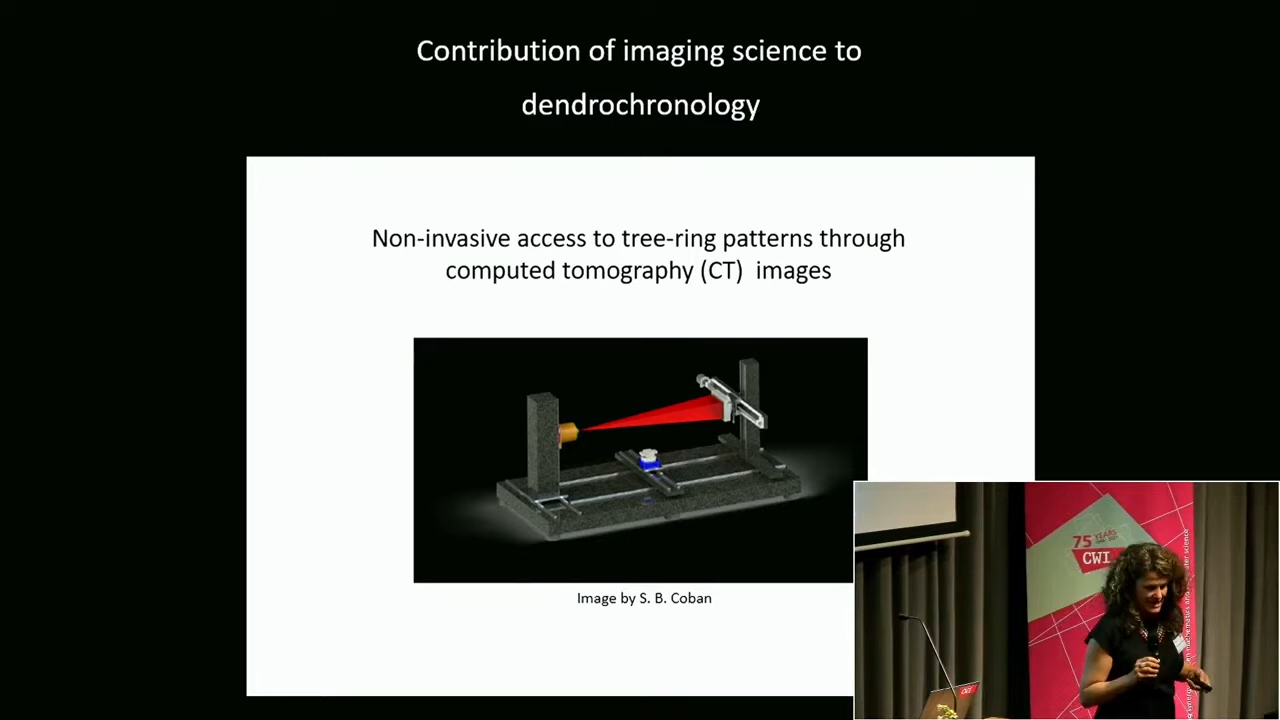 Contribution of imaging science to
dendrochronology
Non-invasive access to tree-ring patterns through
computed tomography (CT) images
Image by S. B. Coban
75 YEARS
CWI
CWI